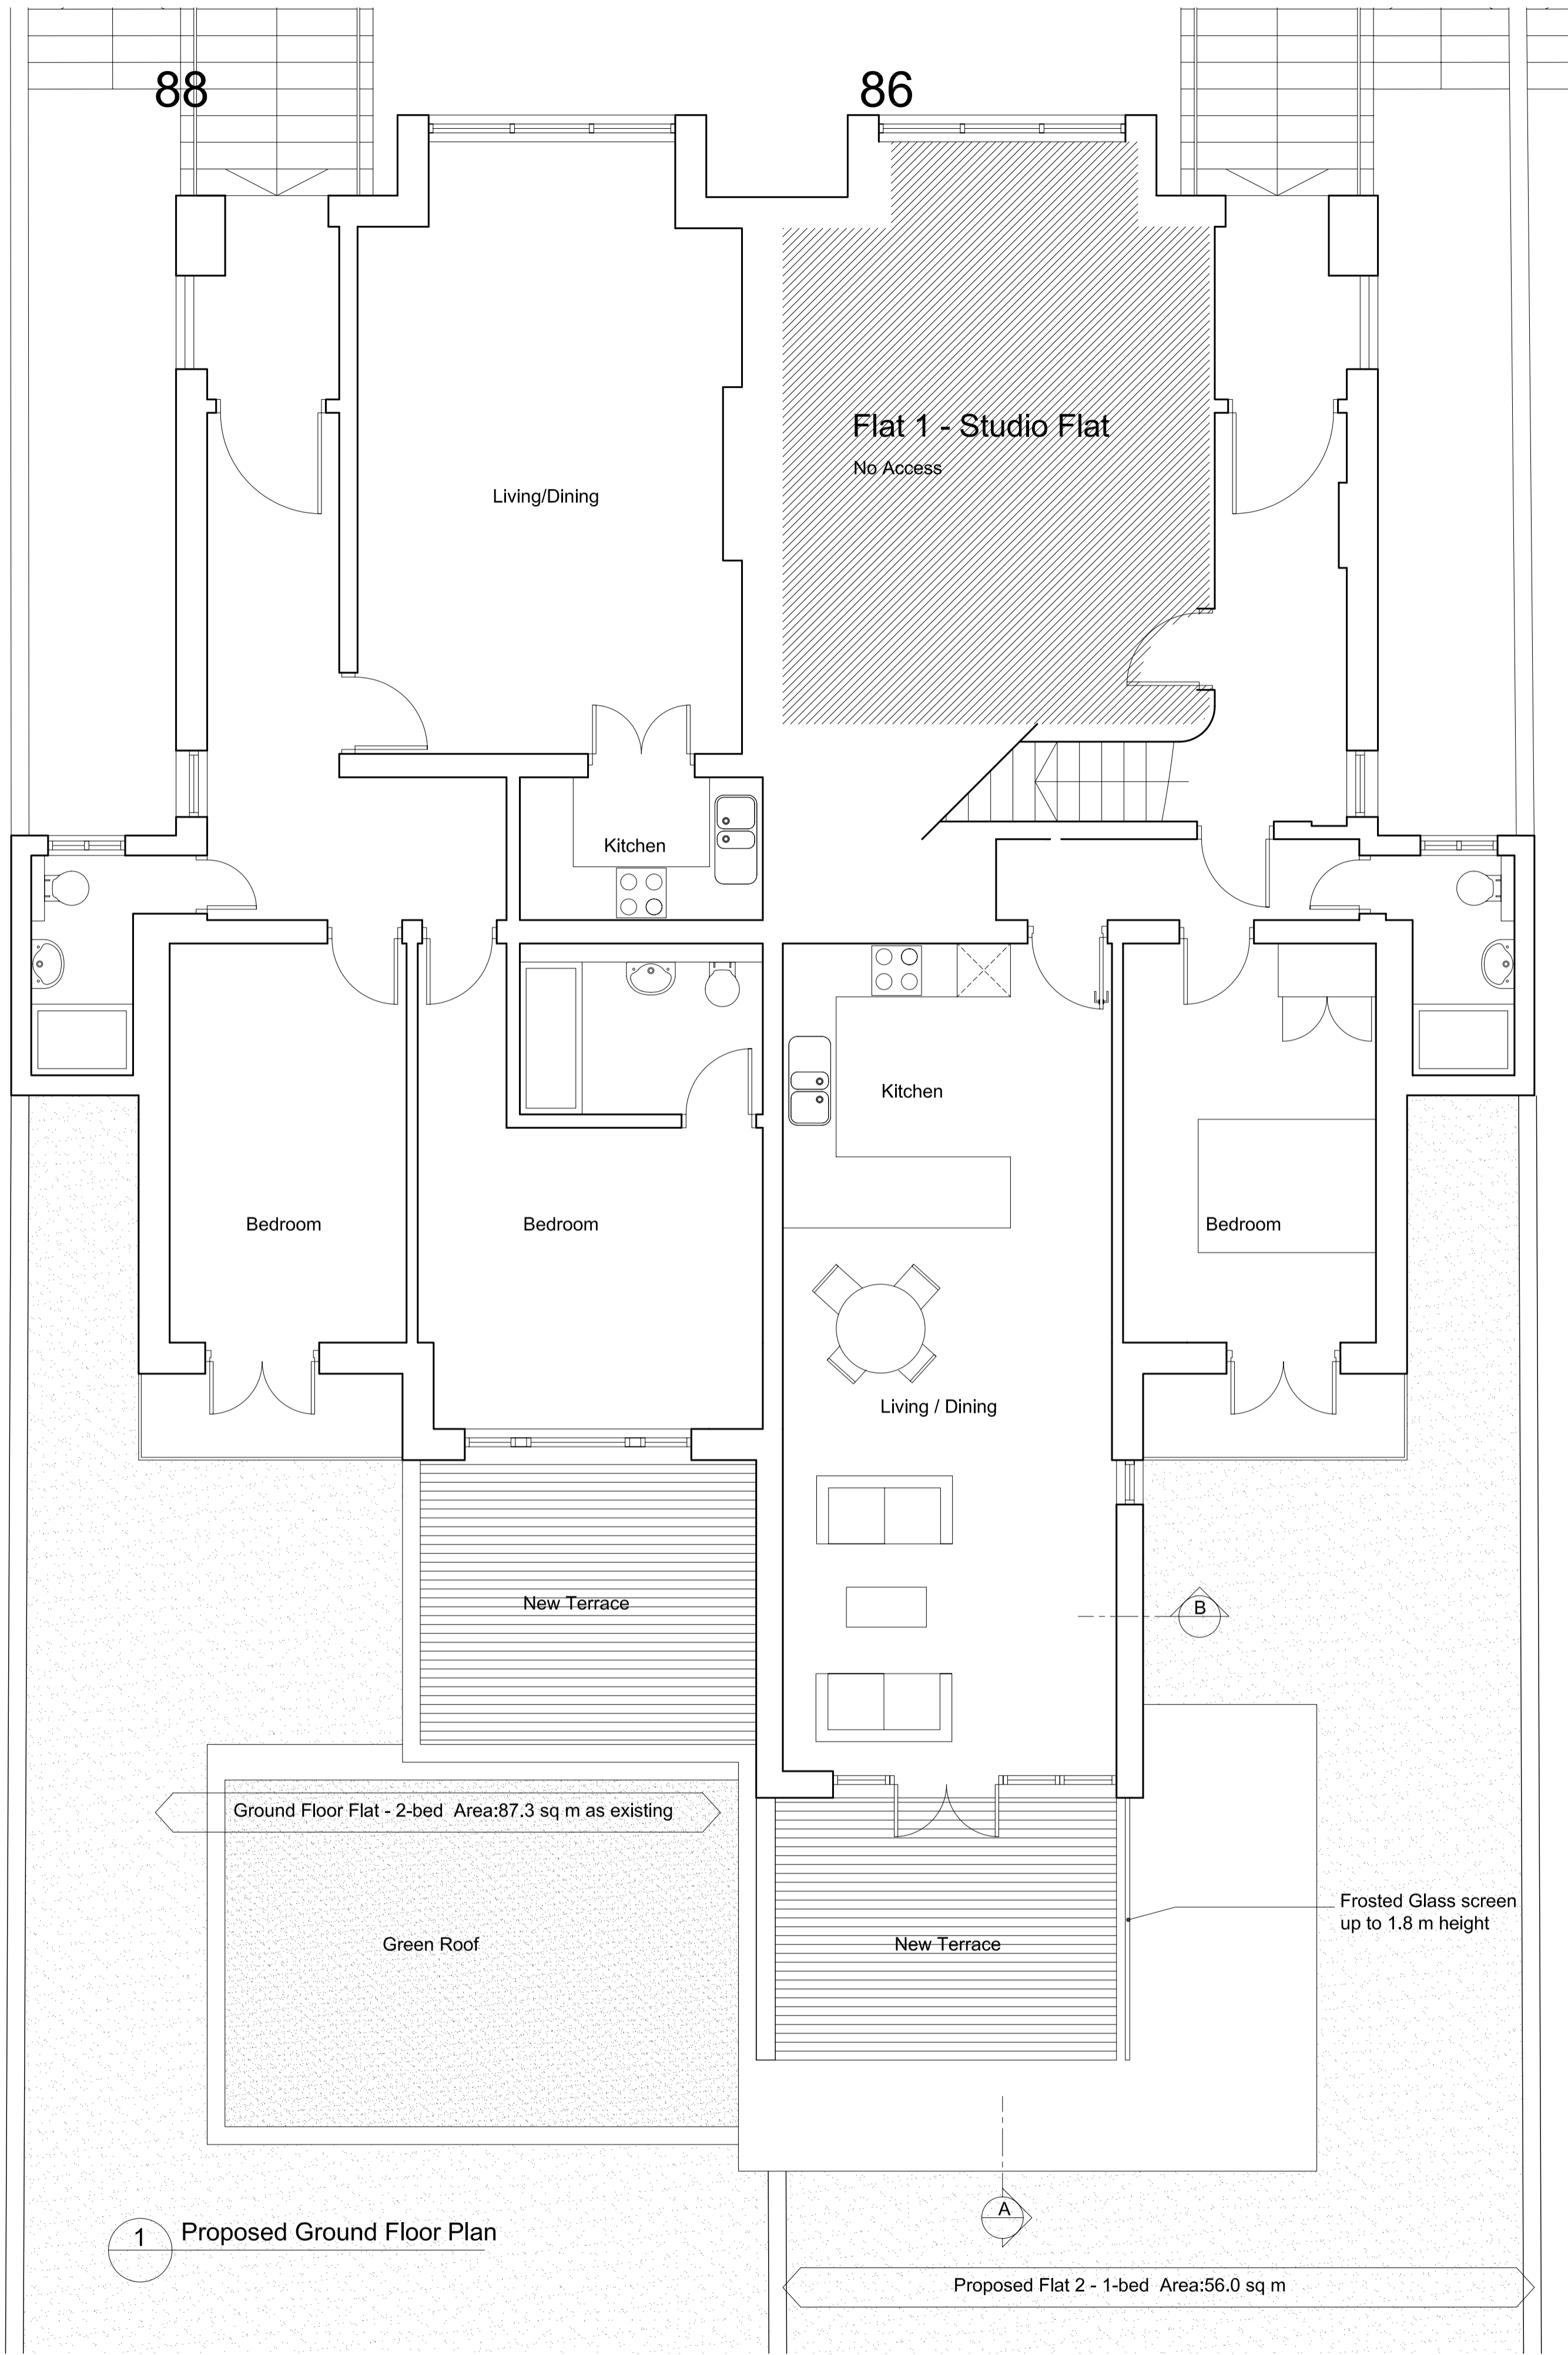 88
86
Flat 1 - Studio Flat
No Access
Living/Dining
Kitchen
Kitchen
Bedroom
Bedroom
Bedroom
Living / Dining
New Terrace
B
Ground Floor Flat - 2-bed Area:87.3 sq m as existing
Frosted Glass screen
up to 1.8 m height
Green Roof
New Terrace
A
1 Proposed Ground Floor Plan
Proposed Flat 2 - 1-bed Area:56.0 sq m